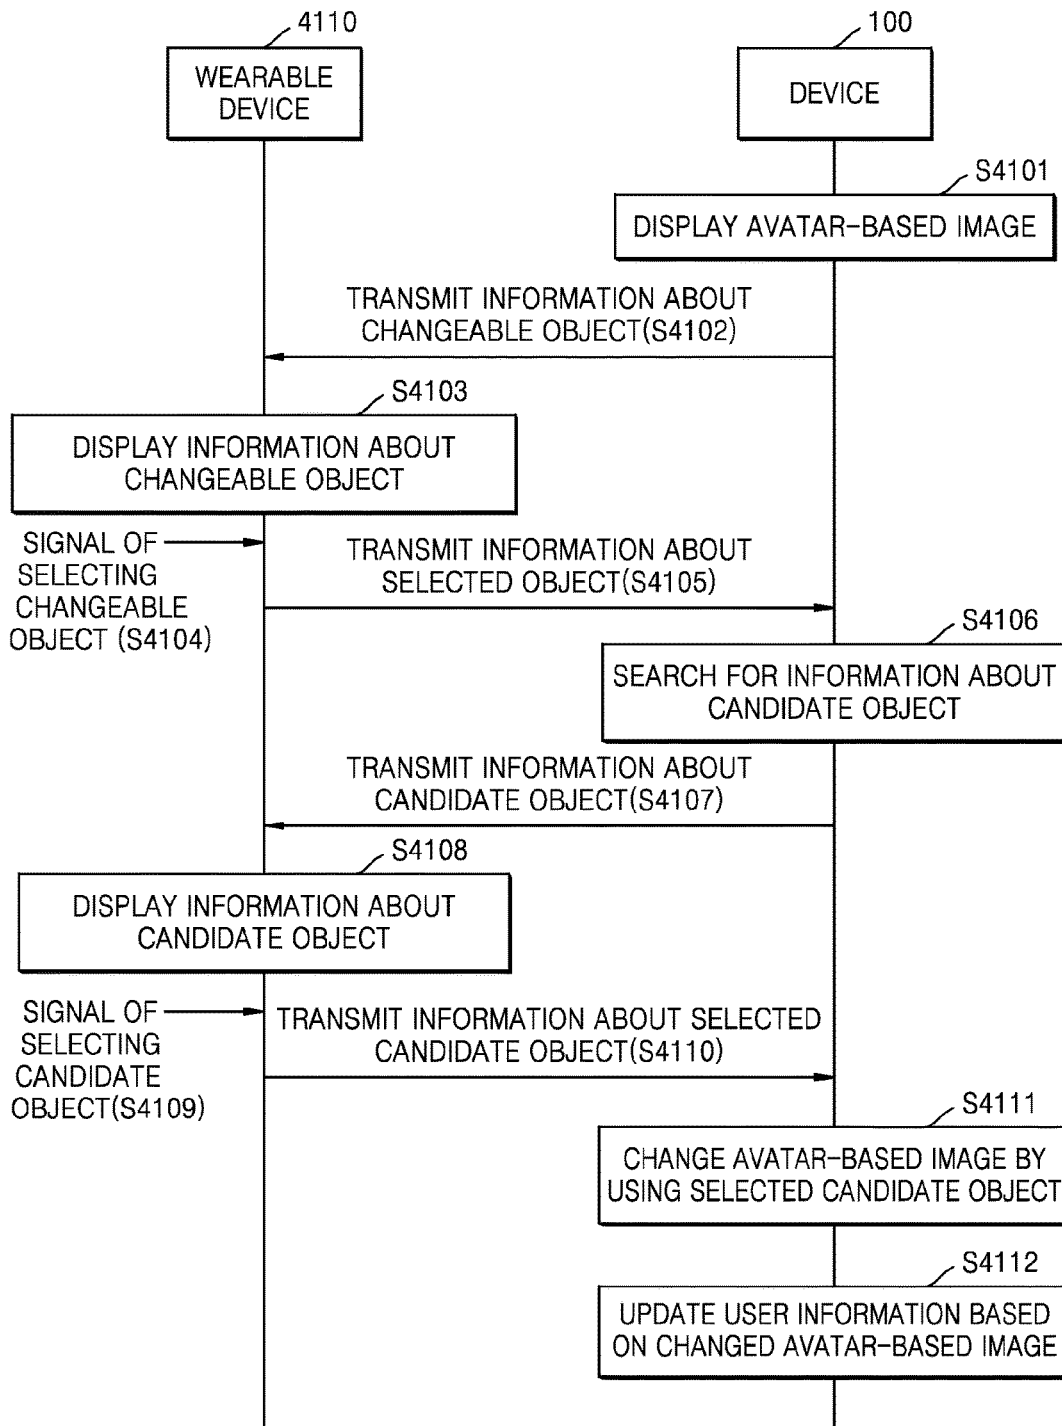 4110
100
WEARABLE
DEVICE
DEVICE
S4101
DISPLAY AVATAR-BASED IMAGE
TRANSMIT INFORMATION ABOUT
CHANGEABLE OBJECT(S4102)
S4103
DISPLAY INFORMATION ABOUT
CHANGEABLE OBJECT
SIGNAL OF
SELECTING
CHANGEABLE
OBJECT (S4104)
TRANSMIT INFORMATION ABOUT
SELECTED OBJECT(S4105)
S4106
SEARCH FOR INFORMATION ABOUT
CANDIDATE OBJECT
TRANSMIT INFORMATION ABOUT
CANDIDATE OBJECT(S4107)
S4108
DISPLAY INFORMATION ABOUT
CANDIDATE OBJECT
SIGNAL OF
SELECTING
CANDIDATE
OBJECT(S4109)
TRANSMIT INFORMATION ABOUT SELECTED
CANDIDATE OBJECT(S4110)
S4111
CHANGE AVATAR-BASED IMAGE BY
USING SELECTED CANDIDATE OBJECT
S4112
UPDATE USER INFORMATION BASED
ON CHANGED AVATAR-BASED IMAGE